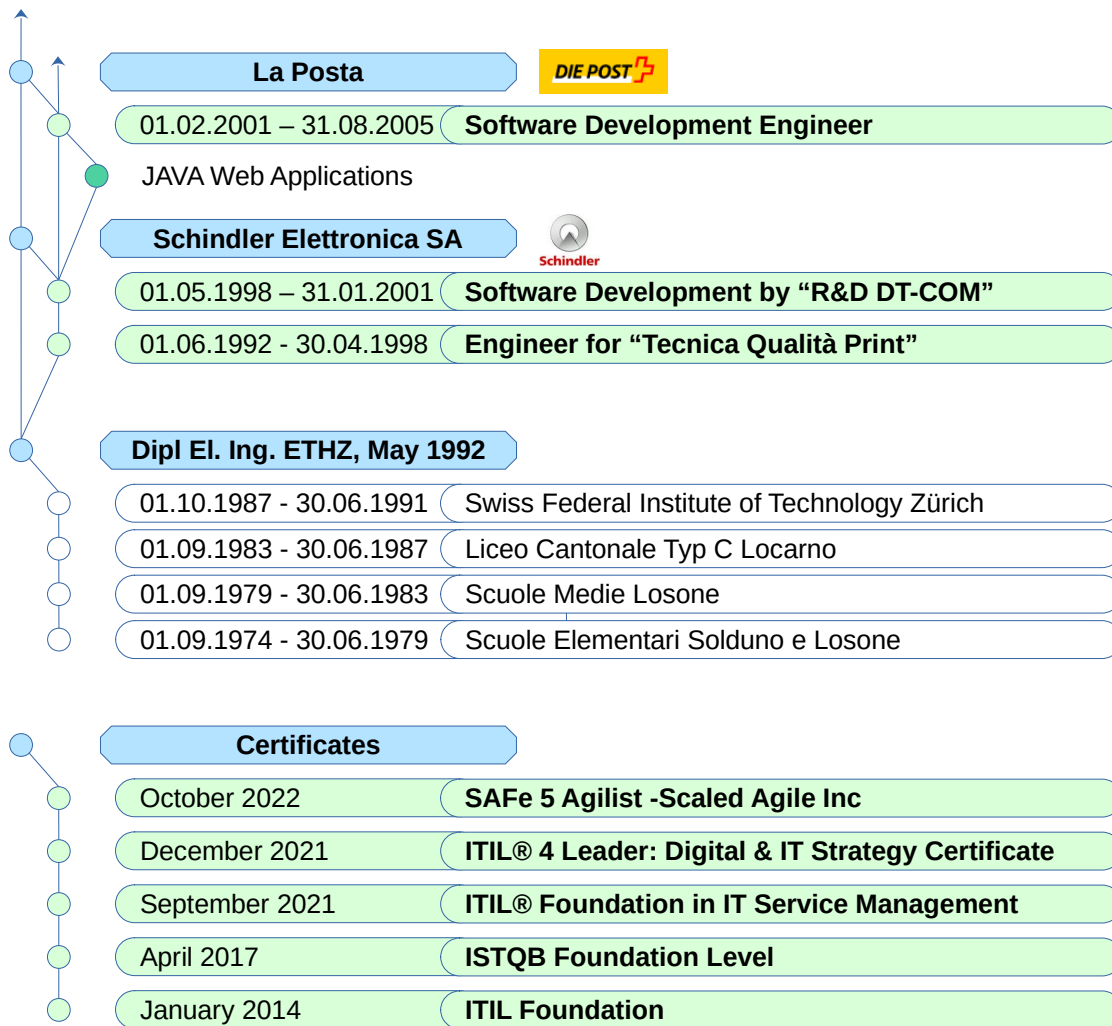 La Posta
DIE POST
01.02.2001 – 31.08.2005 Software Development Engineer
JAVA Web Applications
Schindler Elettronica SA
Schindler
01.05.1998 – 31.01.2001 Software Development by “R&D DT-COM”
01.06.1992 - 30.04.1998 Engineer for “Tecnica Qualità Print”
Dipl El. Ing. ETHZ, May 1992
01.10.1987 - 30.06.1991 Swiss Federal Institute of Technology Zürich
01.09.1983 - 30.06.1987 Liceo Cantonale Typ C Locarno
01.09.1979 - 30.06.1983 Scuole Medie Losone
01.09.1974 - 30.06.1979 Scuole Elementari Solduno e Losone
Certificates
October 2022 SAFe 5 Agilist -Scaled Agile Inc
December 2021 ITIL® 4 Leader: Digital & IT Strategy Certificate
September 2021 ITIL® Foundation in IT Service Management
April 2017 ISTQB Foundation Level
January 2014 ITIL Foundation